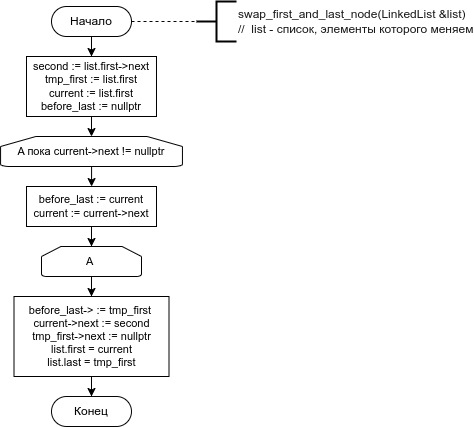 Начало
swap_first_and_last_node(LinkedList &list)
// list - список, элементы которого меняем
second := list.first->next
tmp_first := list.first
current := list.first
before_last := nullptr
А пока current->next != nullptr
before_last := current
current := current->next
А
before_last-> := tmp_first
current->next := second
tmp_first->next := nullptr
list.first = current
list.last = tmp_first
Конец